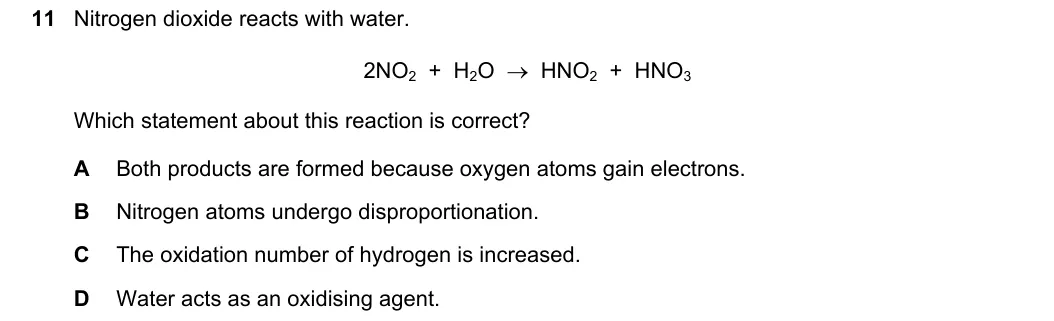 11 Nitrogen dioxide reacts with water.
2NO₂ + H₂O → HNO₂ + HNO₃
Which statement about this reaction is correct?
A Both products are formed because oxygen atoms gain electrons.
B Nitrogen atoms undergo disproportionation.
C The oxidation number of hydrogen is increased.
D Water acts as an oxidising agent.